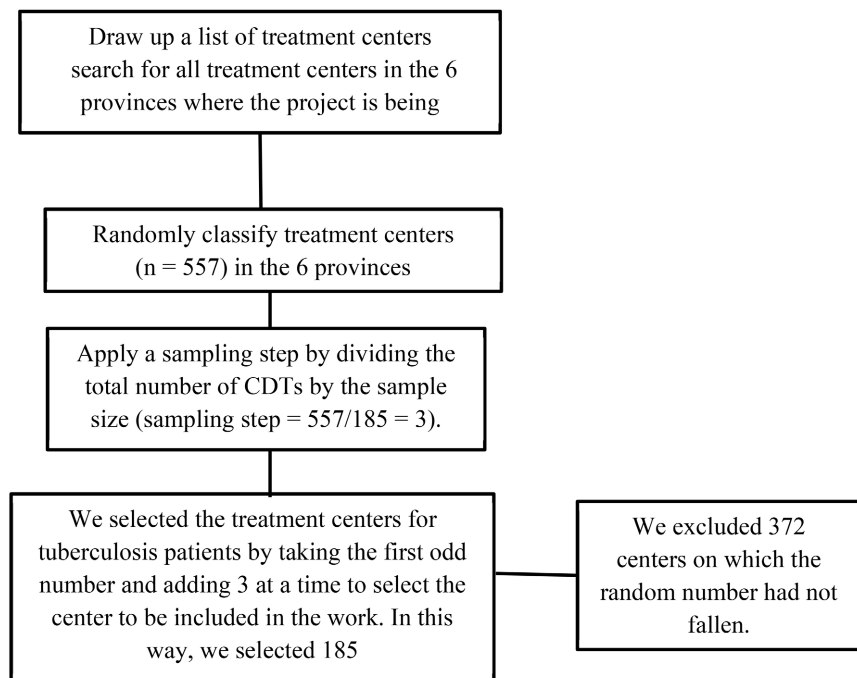 Draw up a list of treatment centers
search for all treatment centers in the 6
provinces where the project is being
Randomly classify treatment centers
(n = 557) in the 6 provinces
Apply a sampling step by dividing the
total number of CDTs by the sample
size (sampling step = 557/185 = 3).
We selected the treatment centers for
tuberculosis patients by taking the first odd
number and adding 3 at a time to select the
center to be included in the work. In this
way, we selected 185
We excluded 372
centers on which the
random number had not
fallen.